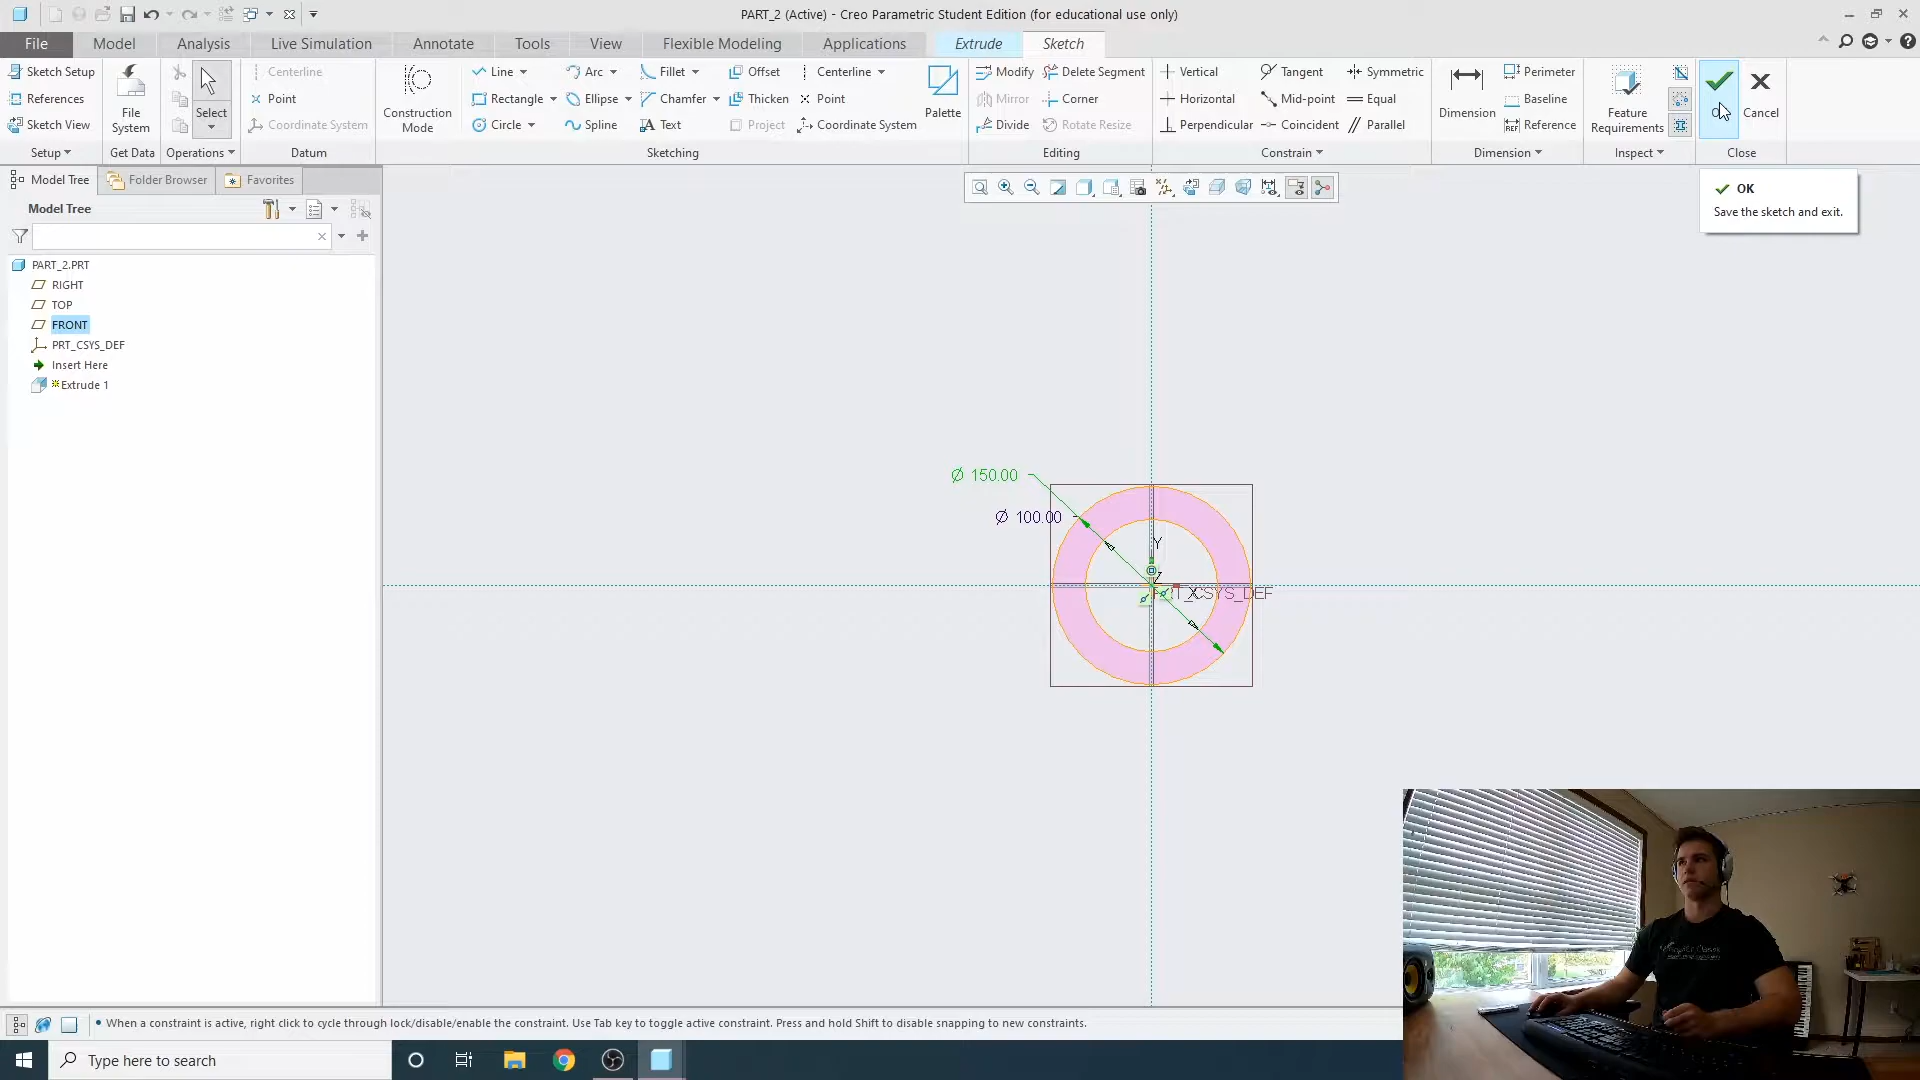 PART_2 (Active) - Creo Parametric Student Edition (for educational use only)
File Model Analysis Live Simulation Annotate Tools View Flexible Modeling Applications Extrude Sketch
Sketch Setup
References
Sketch View
Setup
File System
Get Data
Select
Operations
Centerline
Point
Coordinate System
Datum
Construction Mode
Line Arc Fillet Offset Centerline
Rectangle Ellipse Chamfer Thicken Point
Circle Spline Text Project Coordinate System
Palette
Sketching
Modify Delete Segment
Mirror Corner
Divide Rotate Resize
Editing
Vertical Tangent Symmetric
Horizontal Mid-point Equal
Perpendicular Coincident Parallel
Constrain
Dimension
Perimeter
Baseline
REF Reference
Dimension
Feature Requirements
Inspect
Cancel
Close
OK
Save the sketch and exit.
Model Tree Folder Browser Favorites
Model Tree
PART_2.PRT
RIGHT
TOP
FRONT
PRT_CSYS_DEF
Insert Here
Extrude 1
Ø 150.00
Ø 100.00
Y
• When a constraint is active, right click to cycle through lock/disable/enable the constraint. Use Tab key to toggle active constraint. Press and hold Shift to disable snapping to new constraints.
Type here to search